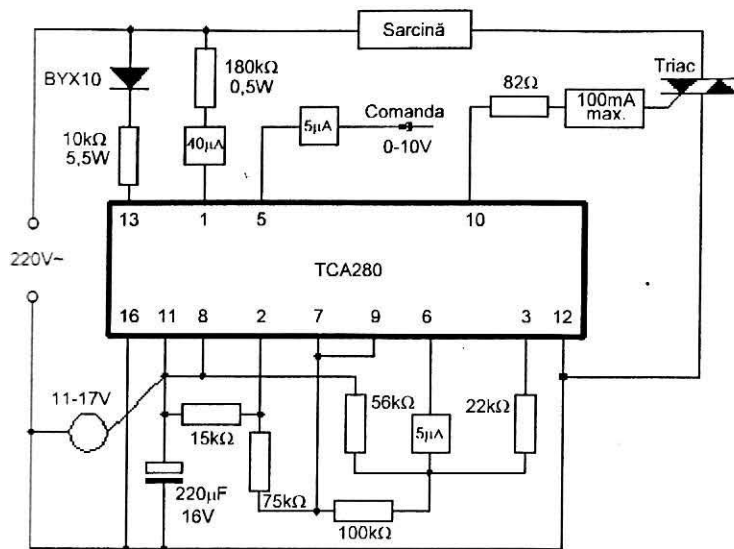 Sarcină
BYX10
180kΩ
0,5W
Triac
82Ω
100mA
max.
Comanda
5µA
0-10V
10kΩ
5,5W
40µA
13
1
5
10
220V~
TCA280
16
11
8
2
7
9
6
3
12
11-17V
56kΩ
22kΩ
15kΩ
5µA
220µF
16V
75kΩ
100kΩ